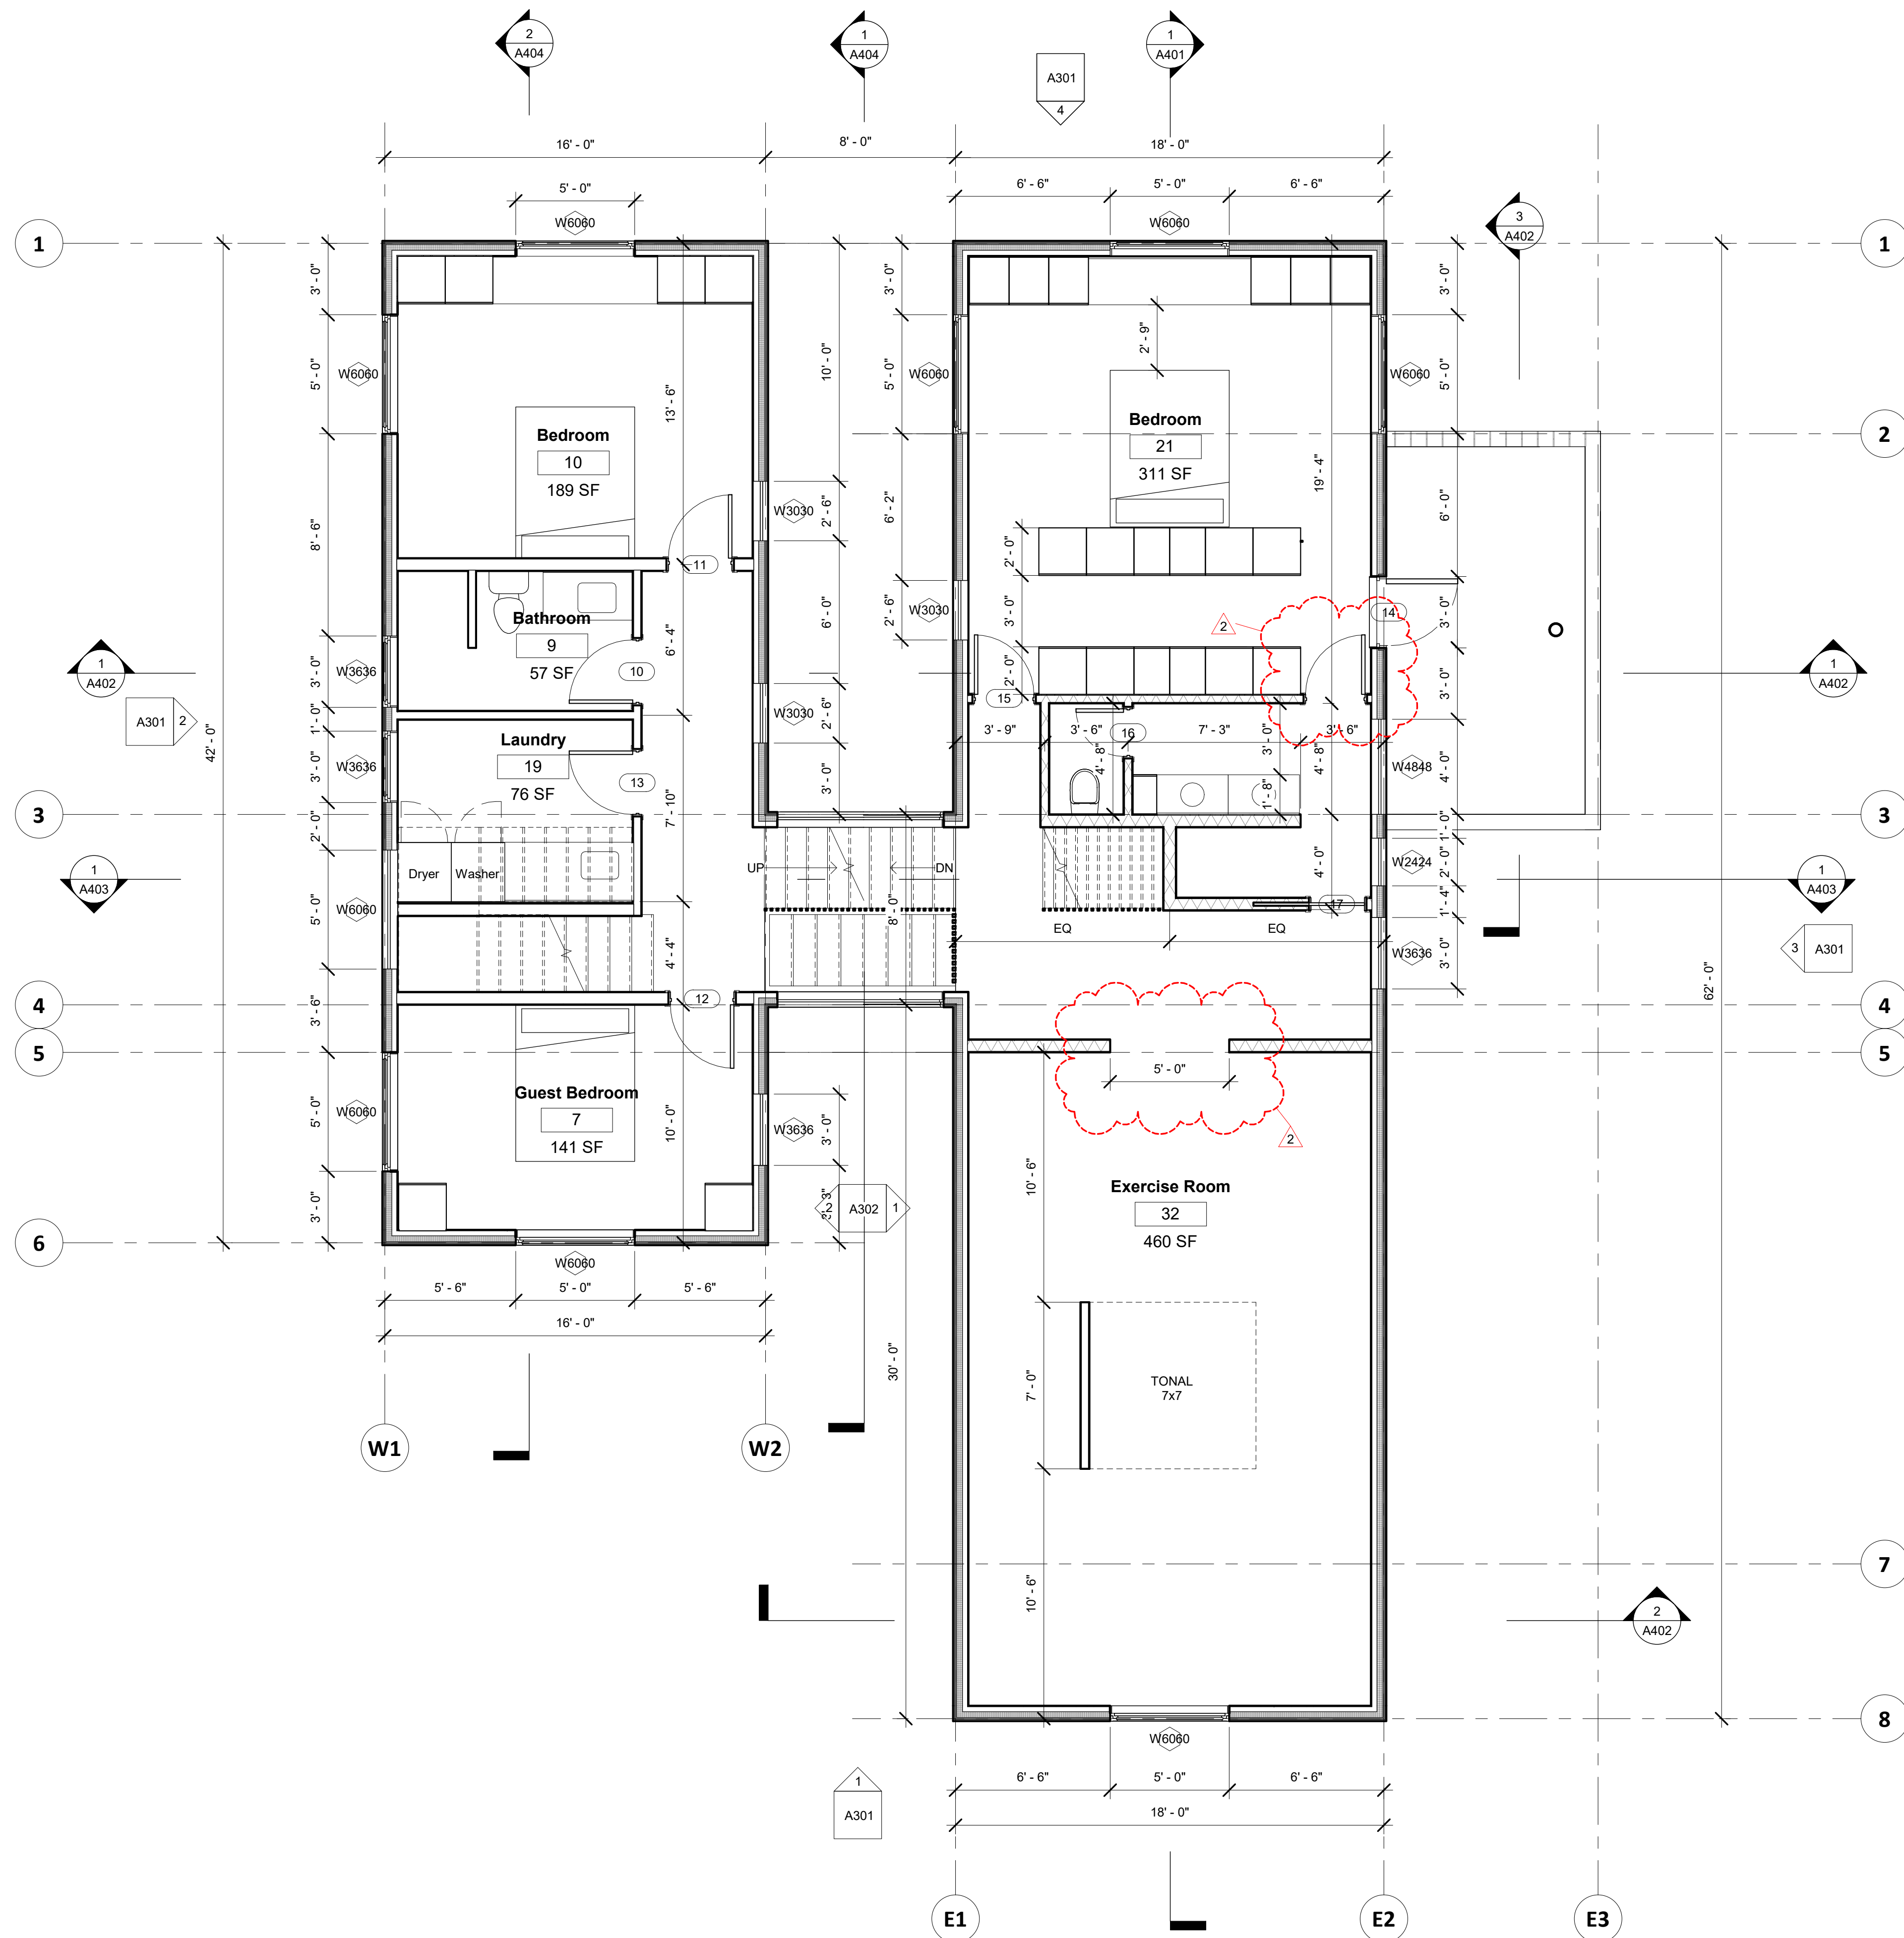 2
A404
1
A404
1
A401
A301
4
16' - 0"
8' - 0"
18' - 0"
5' - 0"
6' - 6"
5' - 0"
6' - 6"
W6060
W6060
3
A402
1
1
3' - 0"
3' - 0"
3' - 0"
5' - 0"
W6060
10' - 0"
5' - 0"
W6060
2' - 9"
W6060
5' - 0"
13' - 6"
Bedroom
10
189 SF
Bedroom
21
311 SF
19' - 4"
2
8' - 6"
W3030
2' - 6"
6' - 2"
6' - 0"
11
2' - 0"
Bathroom
9
57 SF
6' - 4"
10
6' - 0"
W3030
2' - 6"
3' - 0"
2
14
3' - 0"
1
A402
A301
2
W3636
3' - 0"
1' - 0"
W3030
2' - 6"
2' - 0"
15
3' - 0"
1
A402
42' - 0"
3' - 9"
3' - 6"
16
7' - 3"
3' - 0"
3' - 6"
Laundry
19
76 SF
13
W3636
3' - 0"
3' - 0"
4' - 8"
1' - 8"
4' - 8"
W4848
4' - 0"
3
3
2' - 0"
7' - 10"
1' - 0"
Dryer
Washer
UP
DN
4' - 0"
W2424
2' - 0"
1
A403
1
A403
W6060
5' - 0"
8' - 0"
17
1' - 4"
EQ
EQ
4' - 4"
W3636
3' - 0"
3
A301
62' - 0"
12
4
4
3' - 6"
5
5
5' - 0"
Guest Bedroom
7
141 SF
W6060
5' - 0"
10' - 0"
W3636
3' - 0"
2
10' - 6"
Exercise Room
32
460 SF
3' - 0"
2
A302
1
6
W6060
5' - 6"
5' - 0"
5' - 6"
16' - 0"
30' - 0"
7' - 0"
TONAL
7x7
W1
W2
7
10' - 6"
2
A402
8
W6060
6' - 6"
5' - 0"
6' - 6"
18' - 0"
1
A301
E1
E2
E3